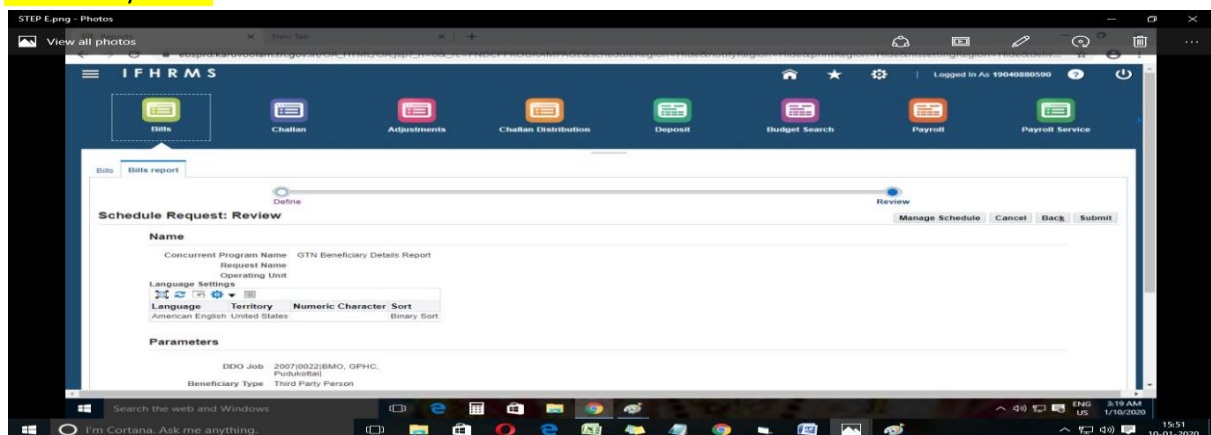 STEP E.png - Photos
View all photos
New Tab
IFHRMS
Logged In As 19040880590
Bills
Challan
Adjustments
Challan Distribution
Deposit
Budget Search
Payroll
Payroll Service
Bills
Bills report
Define
Review
Schedule Request: Review
Manage Schedule
Cancel
Back
Submit
Name
Concurrent Program Name GTN Beneficiary Details Report
Request Name
Operating Unit
Language Settings
Language Territory Numeric Character Sort
American English United States Binary Sort
Parameters
DDO Job 2007|0022|BMO, GPHC,
Pudukottai|
Beneficiary Type Third Party Person
Search the web and Windows
ENG
US
3:19 AM
1/10/2020
I'm Cortana. Ask me anything.
15:51
10-01-2020